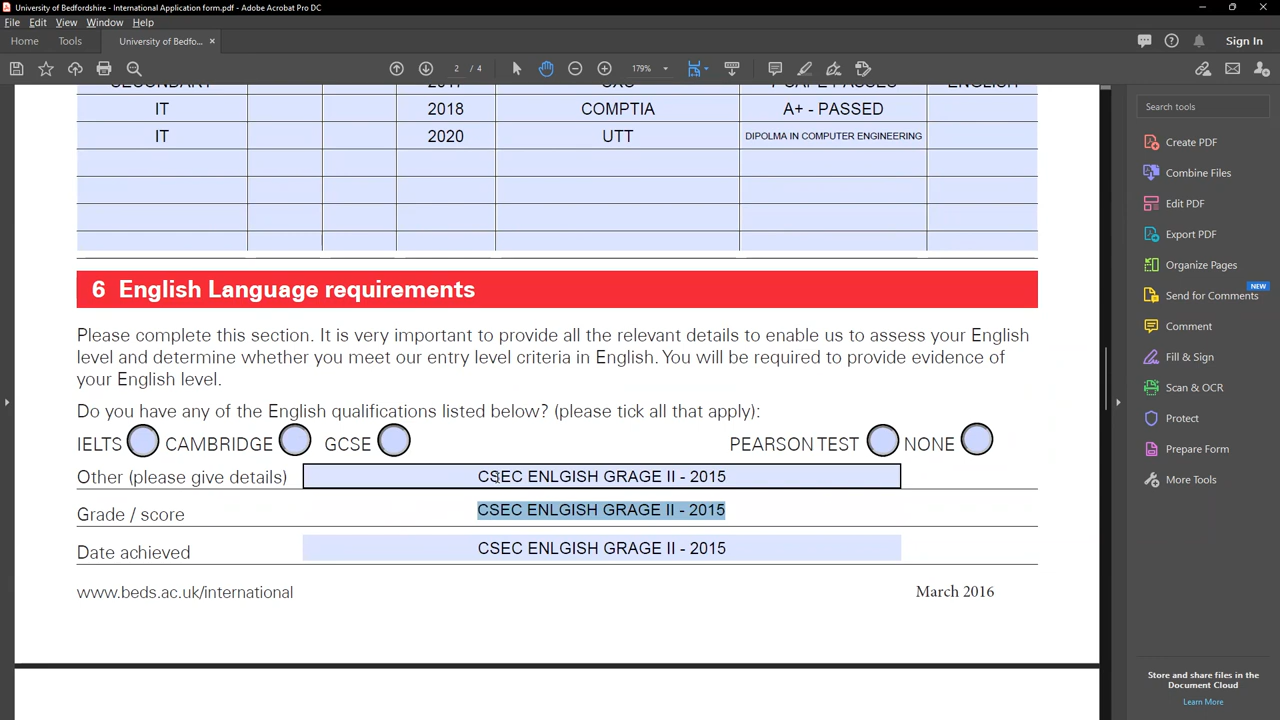 University of Bedfordshire - International Application form.pdf - Adobe Acrobat Pro DC
File Edit View Window Help
Home Tools University of Bedfo... × Sign In
2 / 4 179%
SECONDARY 2017 CXC 7 CAPE PASSES ENGLISH
IT 2018 COMPTIA A+ - PASSED
IT 2020 UTT DIPOLMA IN COMPUTER ENGINEERING
6 English Language requirements
Please complete this section. It is very important to provide all the relevant details to enable us to assess your English
level and determine whether you meet our entry level criteria in English. You will be required to provide evidence of
your English level.
Do you have any of the English qualifications listed below? (please tick all that apply):
IELTS CAMBRIDGE GCSE PEARSON TEST NONE
Other (please give details) CSEC ENLGISH GRAGE II - 2015
Grade / score CSEC ENLGISH GRAGE II - 2015
Date achieved CSEC ENLGISH GRAGE II - 2015
www.beds.ac.uk/international March 2016
Search tools
Create PDF
Combine Files
Edit PDF
Export PDF
Organize Pages
NEW
Send for Comments
Comment
Fill & Sign
Scan & OCR
Protect
Prepare Form
More Tools
Store and share files in the
Document Cloud
Learn More